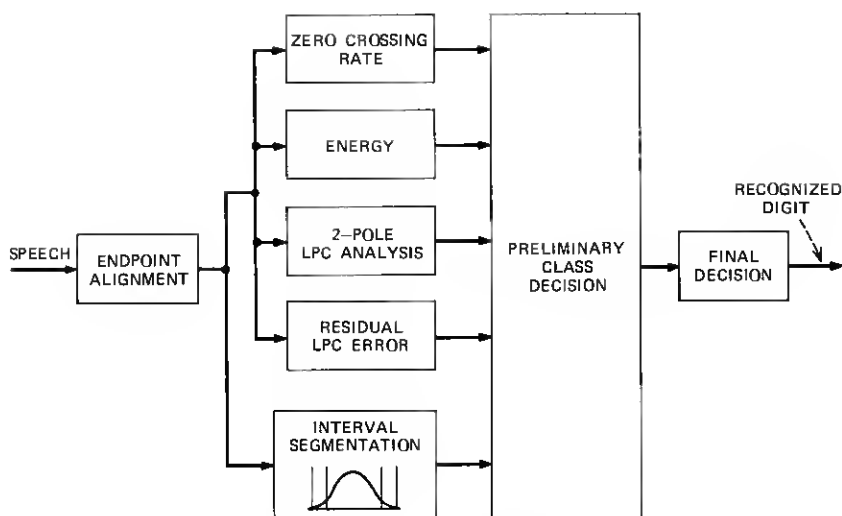 ZERO CROSSING
RATE
ENERGY
2-POLE
LPC ANALYSIS
RESIDUAL
LPC ERROR
INTERVAL
SEGMENTATION
SPEECH
ENDPOINT
ALIGNMENT
PRELIMINARY
CLASS
DECISION
FINAL
DECISION
RECOGNIZED
DIGIT